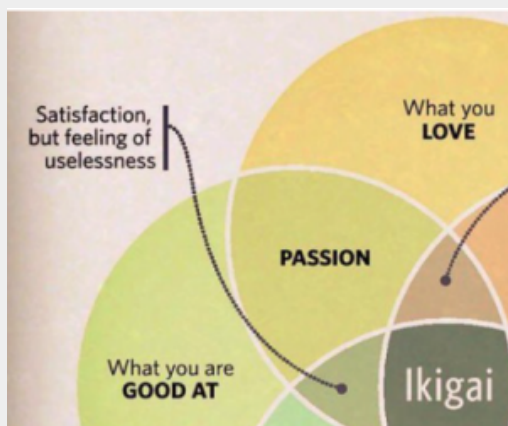 Satisfaction,
but feeling of
uselessness
What you
LOVE
PASSION
What you are
GOOD AT
Ikigai